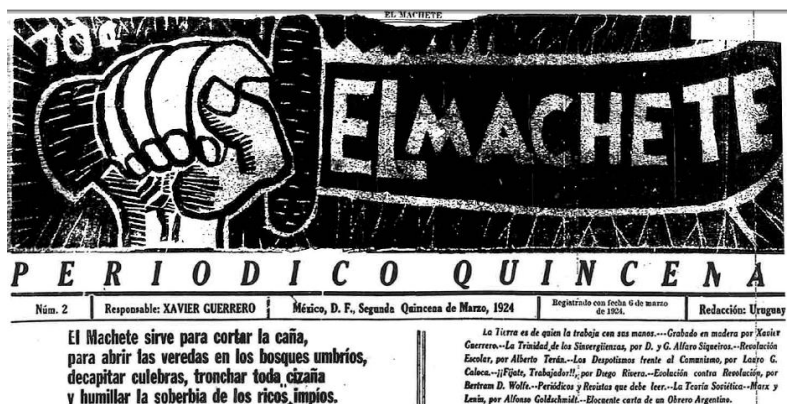 EL MACHETE
10¢
EL MACHETE
PERIODICO QUINCENA
Núm. 2
Responsable: XAVIER GUERRERO
México, D. F., Segunda Quincena de Marzo, 1924
Registrado con fecha 6 de marzo
de 1924.
Redacción: Uruguay
El Machete sirve para cortar la caña,
para abrir las veredas en los bosques umbríos,
decapitar culebras, tronchar toda cizaña
y humillar la soberbia de los ricos impíos.
La Tierra es de quien la trabaja con sus manos.---Grabado en madera por Xavier
Guerrero.--La Trinidad de los Sinvergüenzas, por D. y G. Alfaro Siqueiros.--Revolución
Escolar, por Alberto Terán.--Los Despotismos frente al Comunismo, por Lauro G.
Caloca.--¡¡Fíjate, Trabajador!!, por Diego Rivera.--Evolución contra Revolución, por
Bertram D. Wolfe.--Periódicos y Revistas que debe leer.--La Teoría Soviética--Marx y
Lenin, por Alfonso Goldschmidt.--Elocuente carta de un Obrero Argentino.